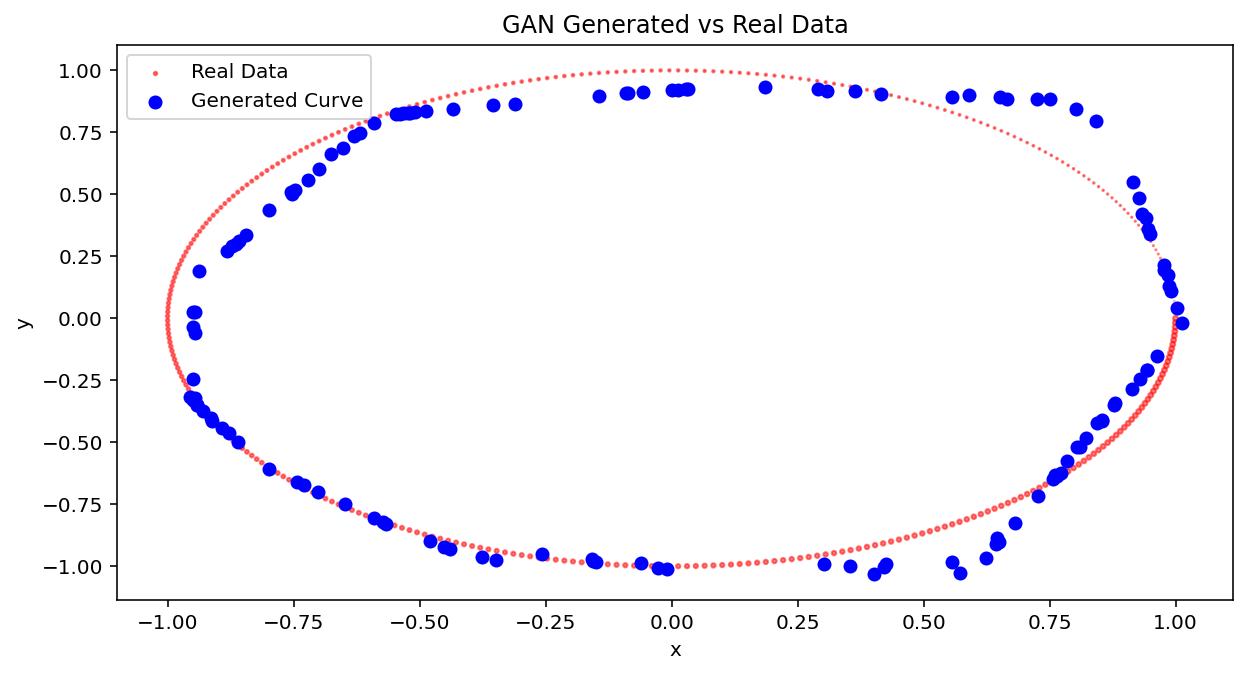 GAN Generated vs Real Data
Real Data
Generated Curve
1.00
0.75
0.50
0.25
0.00
−0.25
−0.50
−0.75
−1.00
y
−1.00 −0.75 −0.50 −0.25 0.00 0.25 0.50 0.75 1.00
x